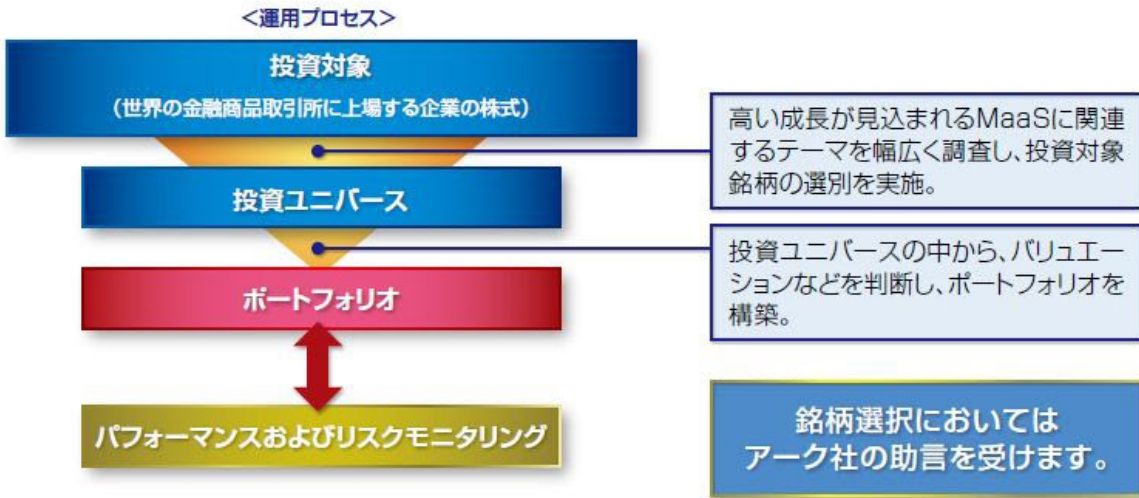 ＜運用プロセス＞
投資対象
（世界の金融商品取引所に上場する企業の株式）
高い成長が見込まれるMaaSに関連
するテーマを幅広く調査し、投資対象
銘柄の選別を実施。
投資ユニバース
投資ユニバースの中から、バリュエー
ションなどを判断し、ポートフォリオを
構築。
ポートフォリオ
パフォーマンスおよびリスクモニタリング
銘柄選択においては
アーク社の助言を受けます。